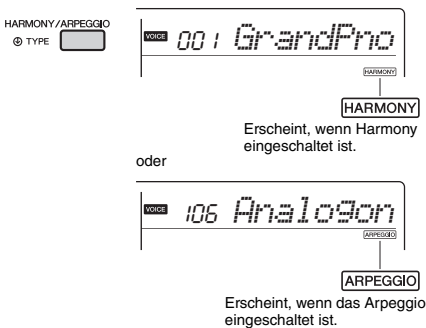 HARMONY/ARPEGGIO
TYPE
VOICE 001 GrandPno
HARMONY
HARMONY
Erscheint, wenn Harmony
eingeschaltet ist.
oder
VOICE 106 Analogon
ARPEGGIO
ARPEGGIO
Erscheint, wenn das Arpeggio
eingeschaltet ist.